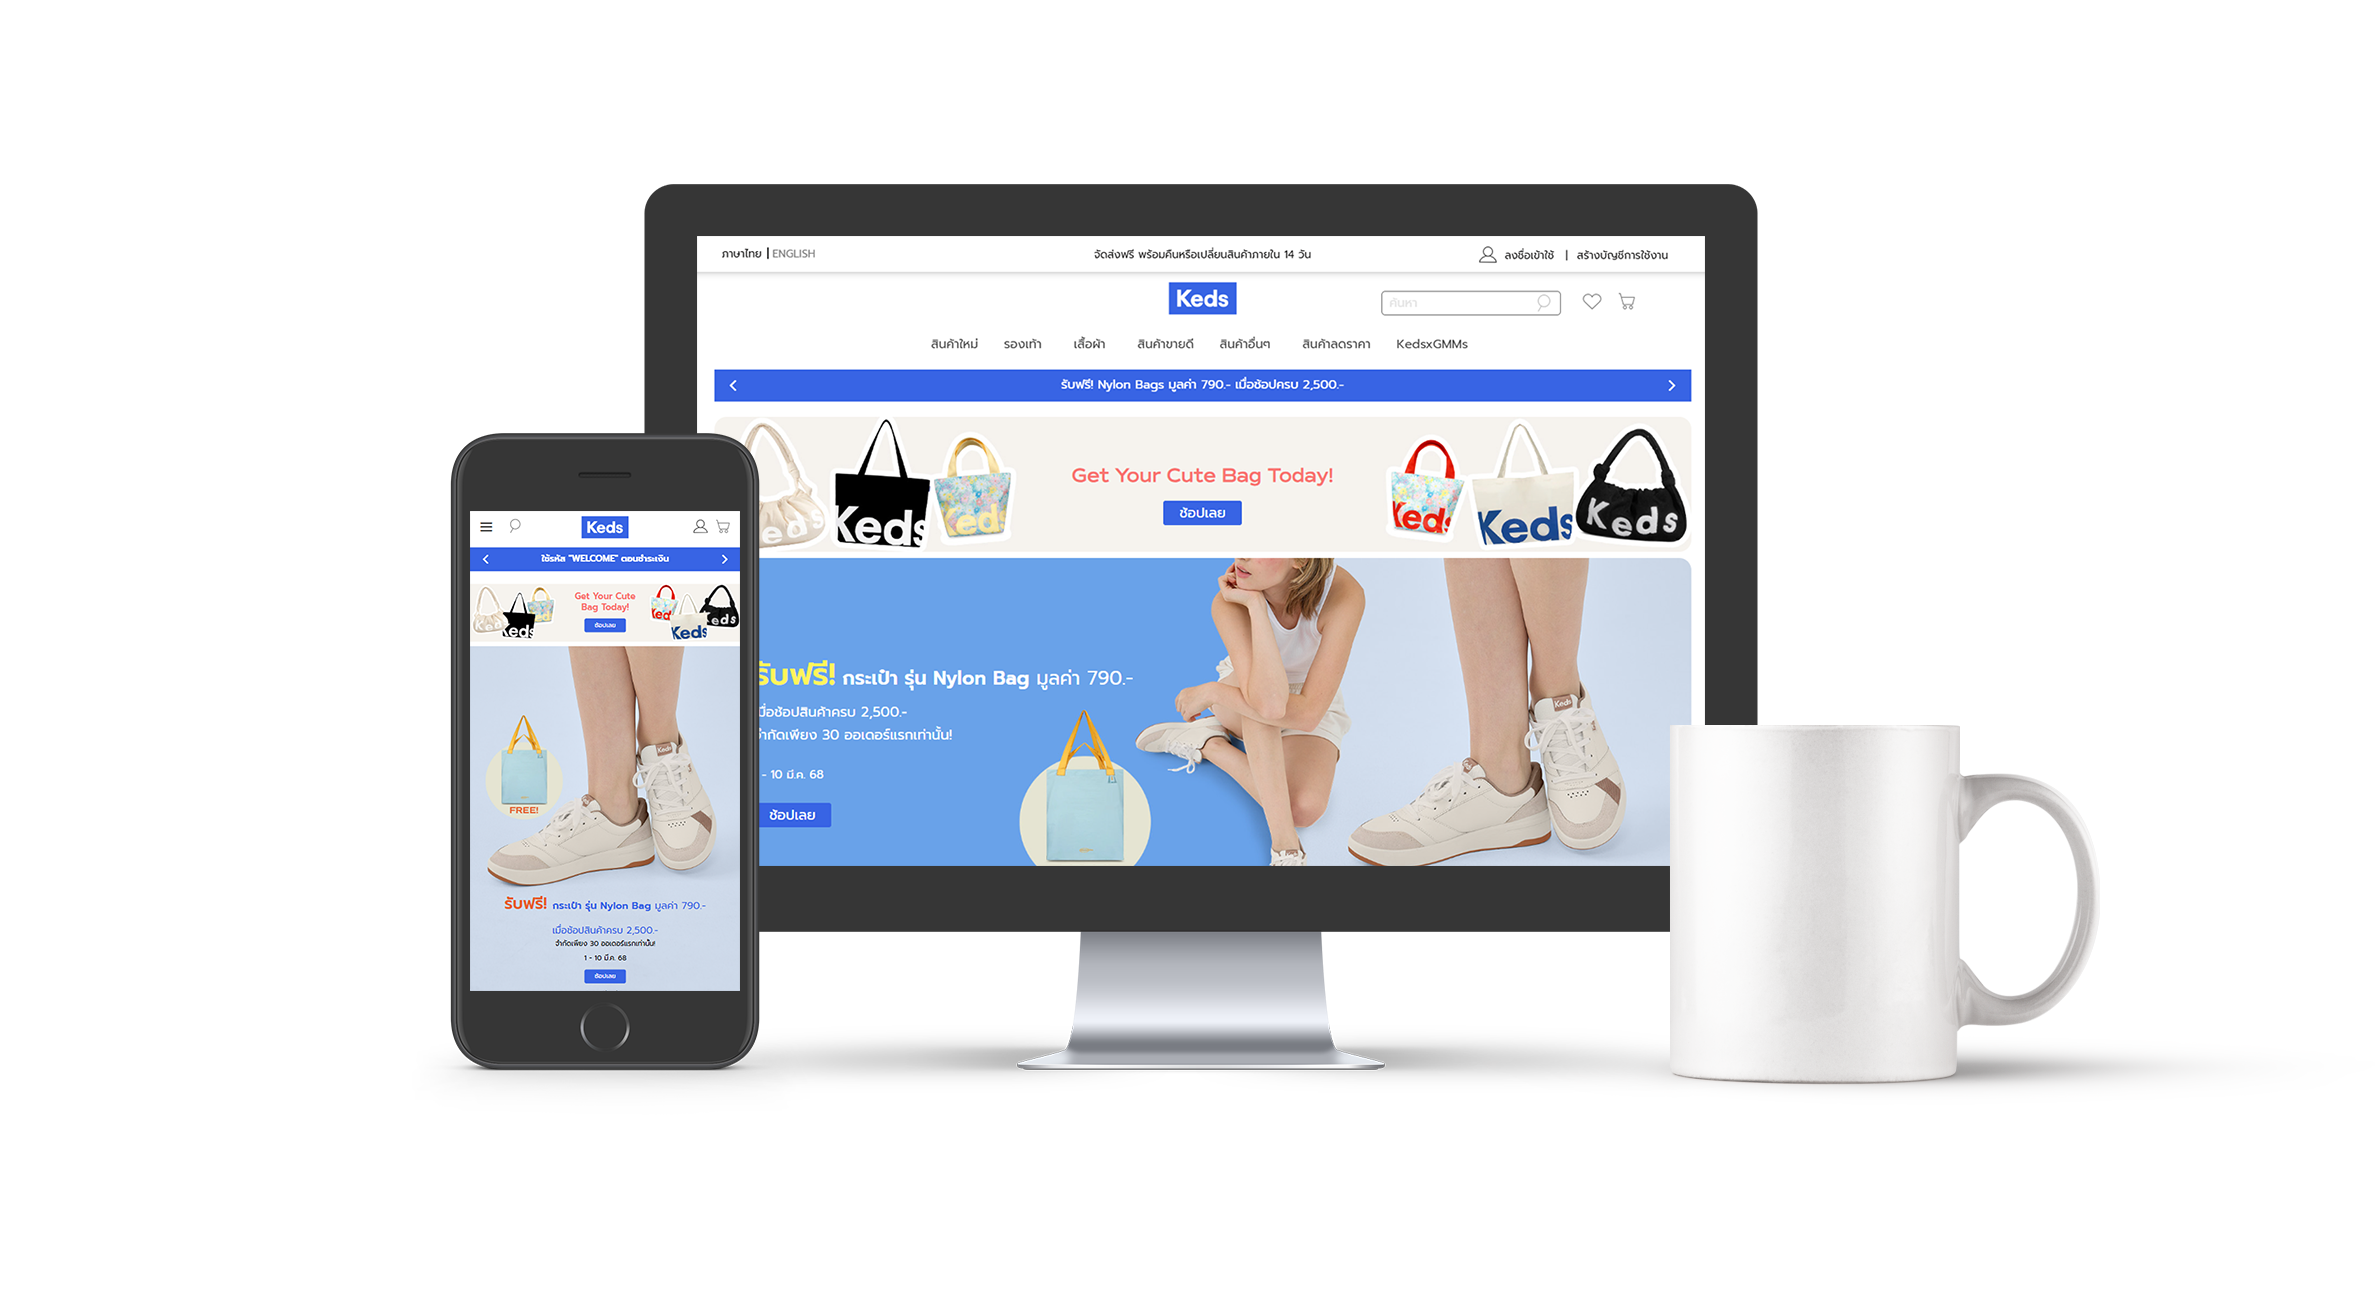 ภาษาไทย | ENGLISH
จัดส่งฟรี พร้อมคืนหรือเปลี่ยนสินค้าภายใน 14 วัน
ลงชื่อเข้าใช้ | สร้างบัญชีการใช้งาน
Keds
ค้นหา
สินค้าใหม่ รองเท้า เสื้อผ้า สินค้าขายดี สินค้าอื่นๆ สินค้าลดราคา KedsxGMMs
รับฟรี! Nylon Bags มูลค่า 790.- เมื่อช้อปครบ 2,500.-
eds
Keds
Keds
Get Your Cute Bag Today!
ช้อปเลย
Keds
Keds
Keds
รับฟรี! กระเป๋า รุ่น Nylon Bag มูลค่า 790.-
มื่อช้อปสินค้าครบ 2,500.-
จำกัดเพียง 30 ออเดอร์แรกเท่านั้น!
- 10 มี.ค. 68
ช้อปเลย
Keds
Keds
ใช้รหัส "WELCOME" ตอนชำระเงิน
Keds
Keds
Get Your Cute
Bag Today!
ช้อปเลย
Keds
Keds
Keds
Keds
FREE!
รับฟรี! กระเป๋า รุ่น Nylon Bag มูลค่า 790.-
เมื่อช้อปสินค้าครบ 2,500.-
จำกัดเพียง 30 ออเดอร์แรกเท่านั้น!
1 - 10 มี.ค. 68
ช้อปเลย